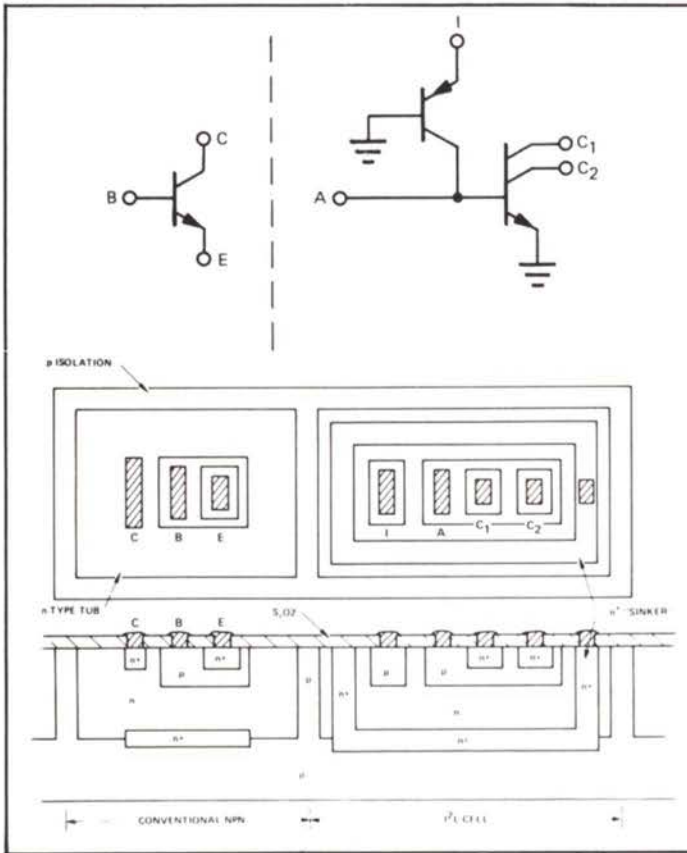 I
C
C1
C2
B
A
E
p ISOLATION
C B E
I A C1 C2
n TYPE TUB C B E SiO2 n+ SINKER
n+ n+ p p n+ n+
p p n+ n+
n n
n+ n+
p
CONVENTIONAL NPN I²L CELL